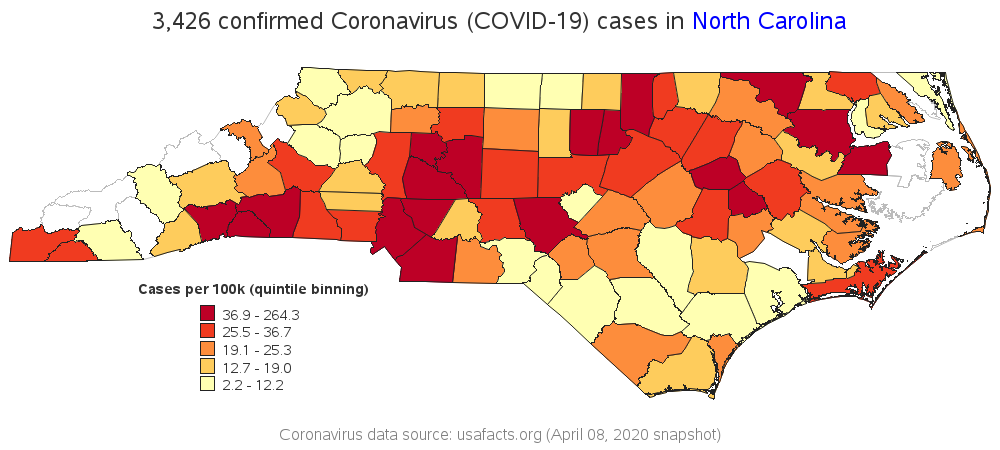 3,426 confirmed Coronavirus (COVID-19) cases in North Carolina
Cases per 100k (quintile binning)
36.9 - 264.3
25.5 - 36.7
19.1 - 25.3
12.7 - 19.0
2.2 - 12.2
Coronavirus data source: usafacts.org (April 08, 2020 snapshot)